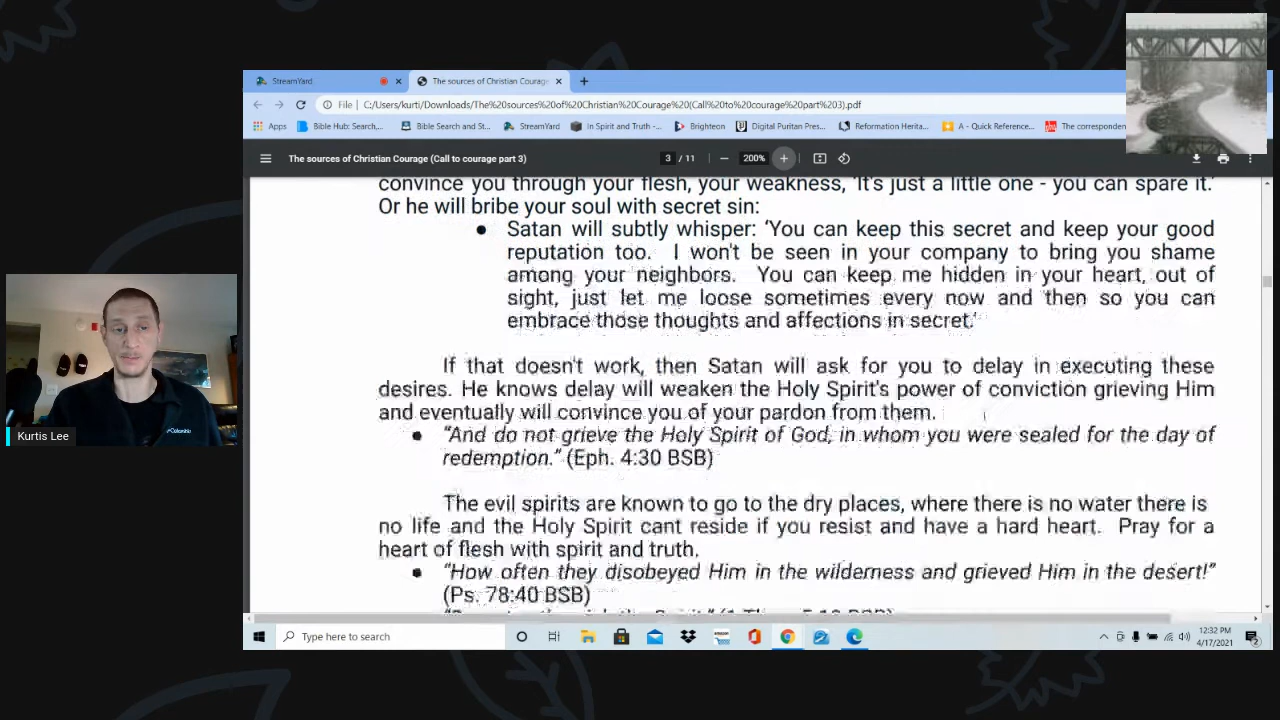 StreamYard
The sources of Christian Courage
File C:/Users/kurti/Downloads/The%20sources%20of%20Christian%20Courage%20(Call%20to%20courage%20part%203).pdf
Apps Bible Hub: Search,... Bible Search and St... StreamYard In Spirit and Truth -... Brighteon Digital Puritan Pres... Reformation Herita... A - Quick Reference... The corresponden
The sources of Christian Courage (Call to courage part 3) 3 / 11 200%
convince you through your flesh, your weakness, 'It's just a little one - you can spare it.'
Or he will bribe your soul with secret sin:
● Satan will subtly whisper: 'You can keep this secret and keep your good
reputation too. I won't be seen in your company to bring you shame
among your neighbors. You can keep me hidden in your heart, out of
sight, just let me loose sometimes every now and then so you can
embrace those thoughts and affections in secret.'
If that doesn't work, then Satan will ask for you to delay in executing these
desires. He knows delay will weaken the Holy Spirit's power of conviction grieving Him
and eventually will convince you of your pardon from them.
● "And do not grieve the Holy Spirit of God, in whom you were sealed for the day of
redemption." (Eph. 4:30 BSB)
The evil spirits are known to go to the dry places, where there is no water there is
no life and the Holy Spirit cant reside if you resist and have a hard heart. Pray for a
heart of flesh with spirit and truth.
● "How often they disobeyed Him in the wilderness and grieved Him in the desert!"
(Ps. 78:40 BSB)
Kurtis Lee
Columbia
Type here to search
amazon
12:32 PM
4/17/2021
2